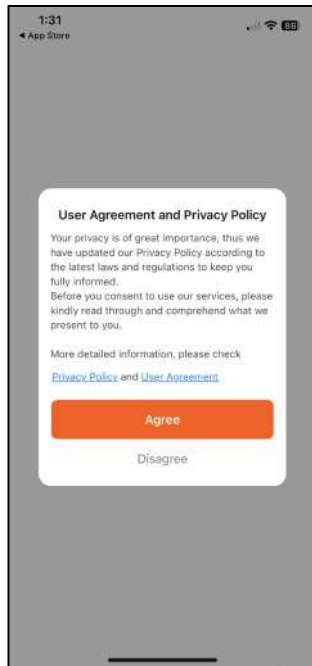 1:31
◀ App Store
86
User Agreement and Privacy Policy
Your privacy is of great importance, thus we
have updated our Privacy Policy according to
the latest laws and regulations to keep you
fully informed.
Before you consent to use our services, please
kindly read through and comprehend what we
present to you.
More detailed information, please check
Privacy Policy and User Agreement
Agree
Disagree